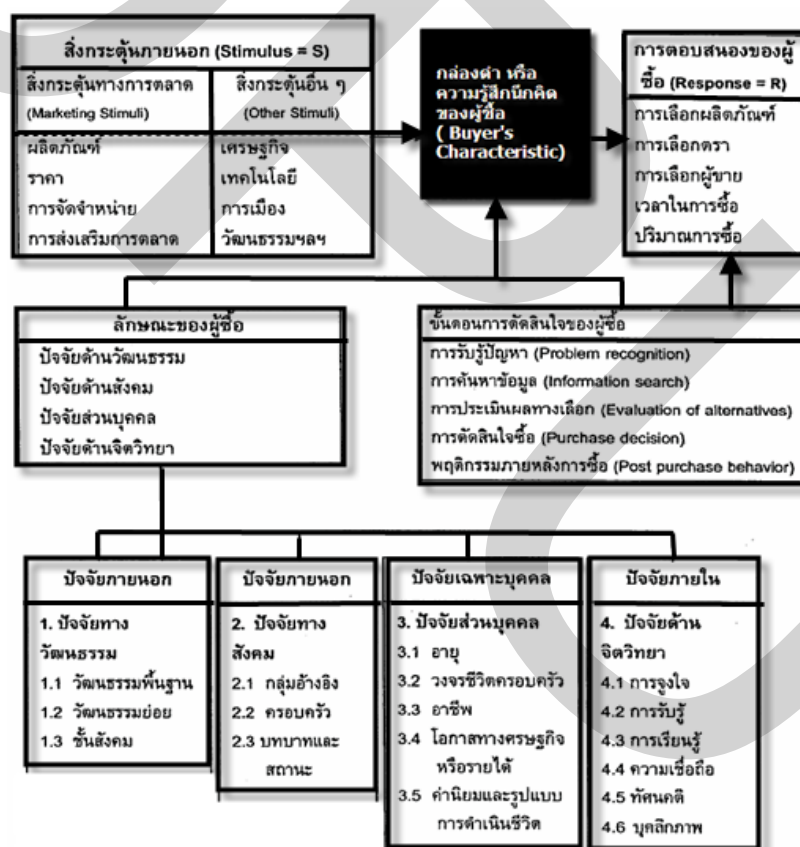 สิ่งกระตุ้นภายนอก (Stimulus = S)
สิ่งกระตุ้นทางการตลาด
(Marketing Stimuli)
ผลิตภัณฑ์
ราคา
การจัดจำหน่าย
การส่งเสริมการตลาด
สิ่งกระตุ้นอื่น ๆ
(Other Stimuli)
เศรษฐกิจ
เทคโนโลยี
การเมือง
วัฒนธรรมฯลฯ
กล่องดำ หรือ
ความรู้สึกนึกคิด
ของผู้ซื้อ
( Buyer's
Characteristic)
การตอบสนองของผู้
ซื้อ (Response = R)
การเลือกผลิตภัณฑ์
การเลือกตรา
การเลือกผู้ขาย
เวลาในการซื้อ
ปริมาณการซื้อ
ลักษณะของผู้ซื้อ
ปัจจัยด้านวัฒนธรรม
ปัจจัยด้านสังคม
ปัจจัยส่วนบุคคล
ปัจจัยด้านจิตวิทยา
ขั้นตอนการตัดสินใจของผู้ซื้อ
การรับรู้ปัญหา (Problem recognition)
การค้นหาข้อมูล (Information search)
การประเมินผลทางเลือก (Evaluation of alternatives)
การตัดสินใจซื้อ (Purchase decision)
พฤติกรรมภายหลังการซื้อ (Post purchase behavior)
ปัจจัยภายนอก
1. ปัจจัยทาง
วัฒนธรรม
1.1 วัฒนธรรมพื้นฐาน
1.2 วัฒนธรรมย่อย
1.3 ชั้นสังคม
ปัจจัยภายนอก
2. ปัจจัยทาง
สังคม
2.1 กลุ่มอ้างอิง
2.2 ครอบครัว
2.3 บทบาทและ
สถานะ
ปัจจัยเฉพาะบุคคล
3. ปัจจัยส่วนบุคคล
3.1 อายุ
3.2 วงจรชีวิตครอบครัว
3.3 อาชีพ
3.4 โอกาสทางศรษฐกิจ
หรือรายได้
3.5 ค่านิยมและรูปแบบ
การดำเนินชีวิต
ปัจจัยภายใน
4. ปัจจัยด้าน
จิตวิทยา
4.1 การจูงใจ
4.2 การรับรู้
4.3 การเรียนรู้
4.4 ความเชื่อถือ
4.5 ทัศนคติ
4.6 บุคลิกภาพ